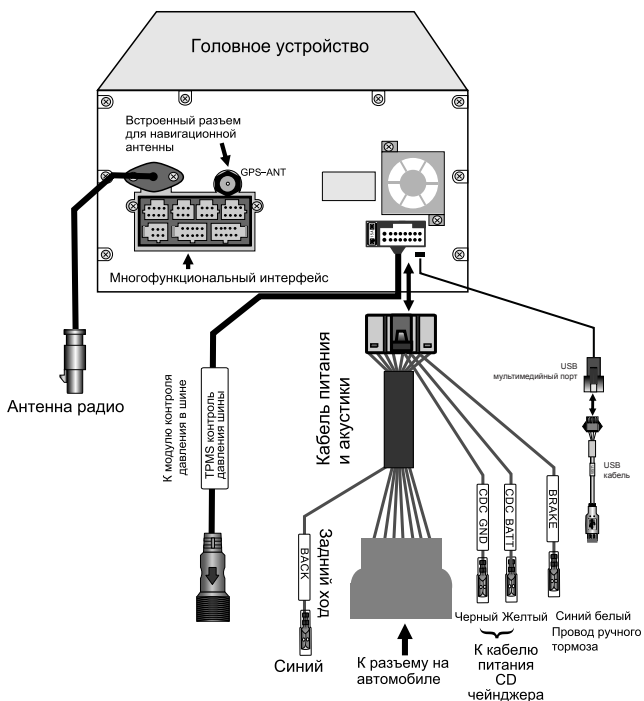 Головное устройство
Встроенный разъем
для навигационной
антенны
GPS–ANT
Многофункциональный интерфейс
Антенна радио
К модулю контроля
давления в шине
TPMS контроль
давления шины
Кабель питания
и акустики
USB
мультимедийный порт
USB
кабель
BACK
Задний ход
Синий
К разъему на
автомобиле
CDC GND
CDC BATT
BRAKE
Черный Желтый
К кабелю
питания
CD
чейнджера
Синий белый
Провод ручного
тормоза